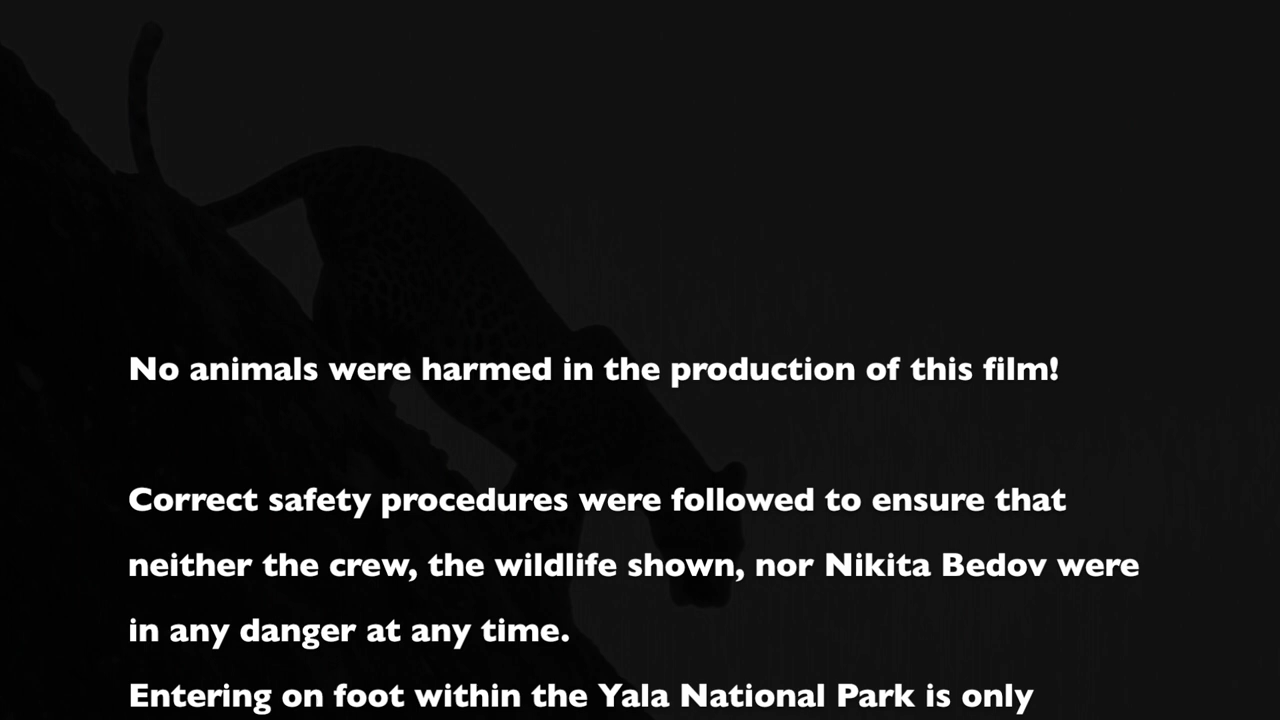 No animals were harmed in the production of this film!
Correct safety procedures were followed to ensure that
neither the crew, the wildlife shown, nor Nikita Bedov were
in any danger at any time.
Entering on foot within the Yala National Park is only